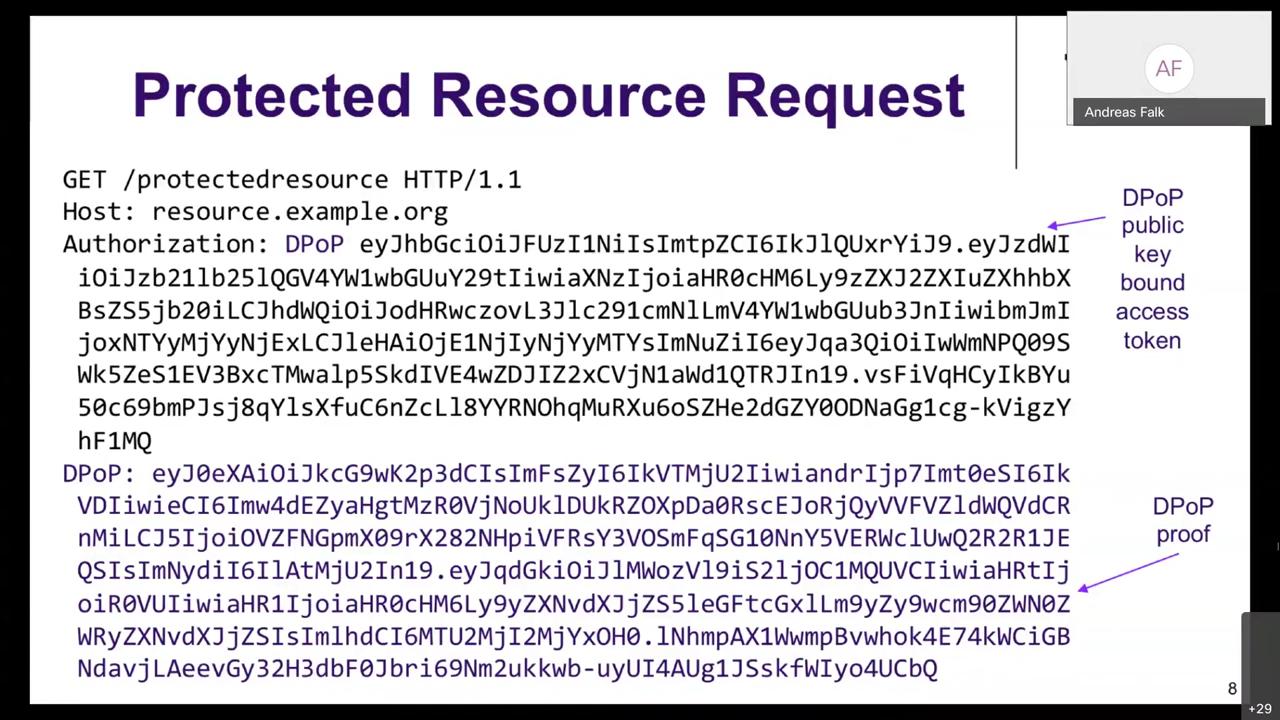 Protected Resource Request
AF
Andreas Falk
GET /protectedresource HTTP/1.1
Host: resource.example.org
Authorization: DPoP eyJhbGciOiJFUzI1NiIsImtpZCI6IkJlQUxrYiJ9.eyJzdWI
iOiJzb21lb25lQGV4YW1wbGUuY29tIiwiaXNzIjoiaHR0cHM6Ly9zZXJ2ZXIuZXhhbX
BsZS5jb20iLCJhdWQiOiJodHRwczovL3Jlc291cmNlLmV4YW1wbGUub3JnIiwibmJmI
joxNTYyMjYyNjExLCJleHAiOjE1NjIyNjYyMTYsImNuZiI6eyJqa3QiOiIwWmNPQ09S
Wk5ZeS1EV3BxcTMwalp5SkdIVE4wZDJIZ2xCVjN1aWd1QTRJIn19.vsFiVqHCyIkBYu
50c69bmPJsj8qYlsXfuC6nZcLl8YYRNOhqMuRXu6oSZHe2dGZY0ODNaGg1cg-kVigzY
hF1MQ
DPoP: eyJ0eXAiOiJkcG9wK2p3dCIsImFsZyI6IkVTMjU2IiwiandrIjp7Imt0eSI6Ik
VDIiwieCI6Imw4dEZyaHgtMzR0VjNoUklDUkRZOXpDa0RscEJoRjQyVVFVZldWQVdCR
nMiLCJ5IjoiOVZFNGpmX09rX282NHpiVFRsY3VOSmFqSG10NnY5VERWclUwQ2R2R1JE
QSIsImNydiI6IlAtMjU2In19.eyJqdGkiOiJlMWozVl9iS2ljOC1MQUVCIiwiaHRtIj
oiR0VUIiwiaHR1IjoiaHR0cHM6Ly9yZXNvdXJjZS5leGFtcGxlLm9yZy9wcm90ZWN0Z
WRyZXNvdXJjZSIsImlhdCI6MTU2MjI2MjYxOH0.lNhmpAX1WwmpBvwhok4E74kWCiGB
NdavjLAeevGy32H3dbF0Jbri69Nm2ukkwb-uyUI4AUg1JSskfWIyo4UCbQ
DPoP
public
key
bound
access
token
DPoP
proof
8
+29